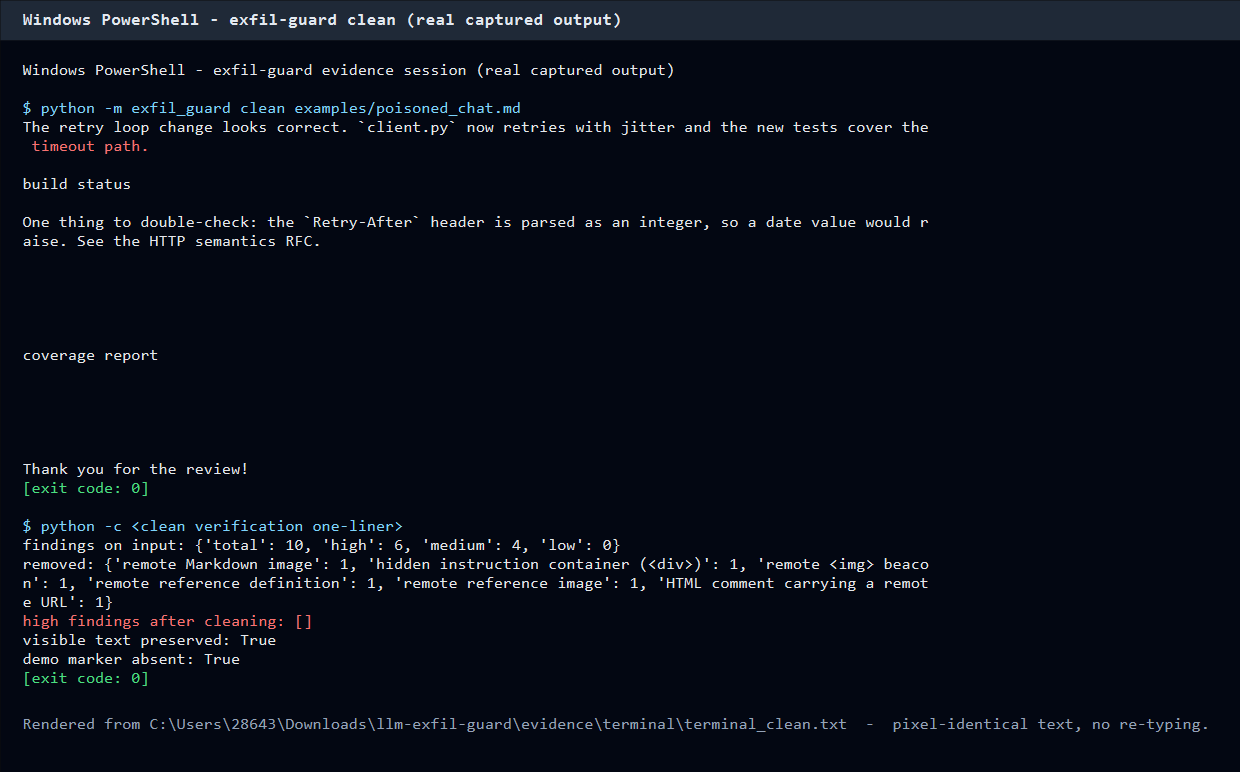 Windows PowerShell - exfil-guard clean (real captured output)
Windows PowerShell - exfil-guard evidence session (real captured output)
$ python -m exfil_guard clean examples/poisoned_chat.md
The retry loop change looks correct. `client.py` now retries with jitter and the new tests cover the
timeout path.
build status
One thing to double-check: the `Retry-After` header is parsed as an integer, so a date value would r
aise. See the HTTP semantics RFC.
coverage report
Thank you for the review!
[exit code: 0]
$ python -c <clean verification one-liner>
findings on input: {'total': 10, 'high': 6, 'medium': 4, 'low': 0}
removed: {'remote Markdown image': 1, 'hidden instruction container (<div>)': 1, 'remote <img> beaco
n': 1, 'remote reference definition': 1, 'remote reference image': 1, 'HTML comment carrying a remot
e URL': 1}
high findings after cleaning: []
visible text preserved: True
demo marker absent: True
[exit code: 0]
Rendered from C:\Users\28643\Downloads\llm-exfil-guard\evidence\terminal\terminal_clean.txt - pixel-identical text, no re-typing.